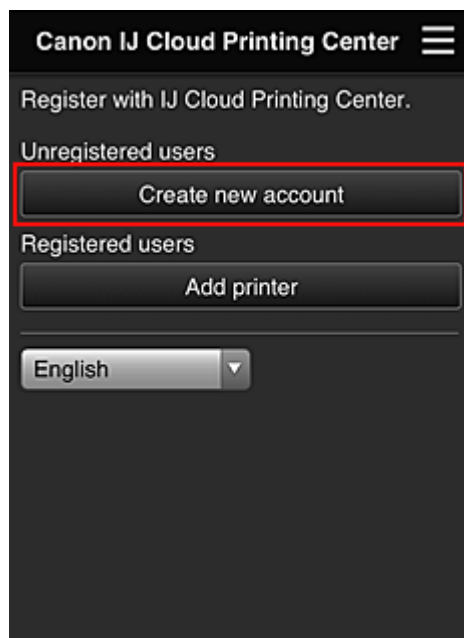 Canon IJ Cloud Printing Center
Register with IJ Cloud Printing Center.
Unregistered users
Create new account
Registered users
Add printer
English